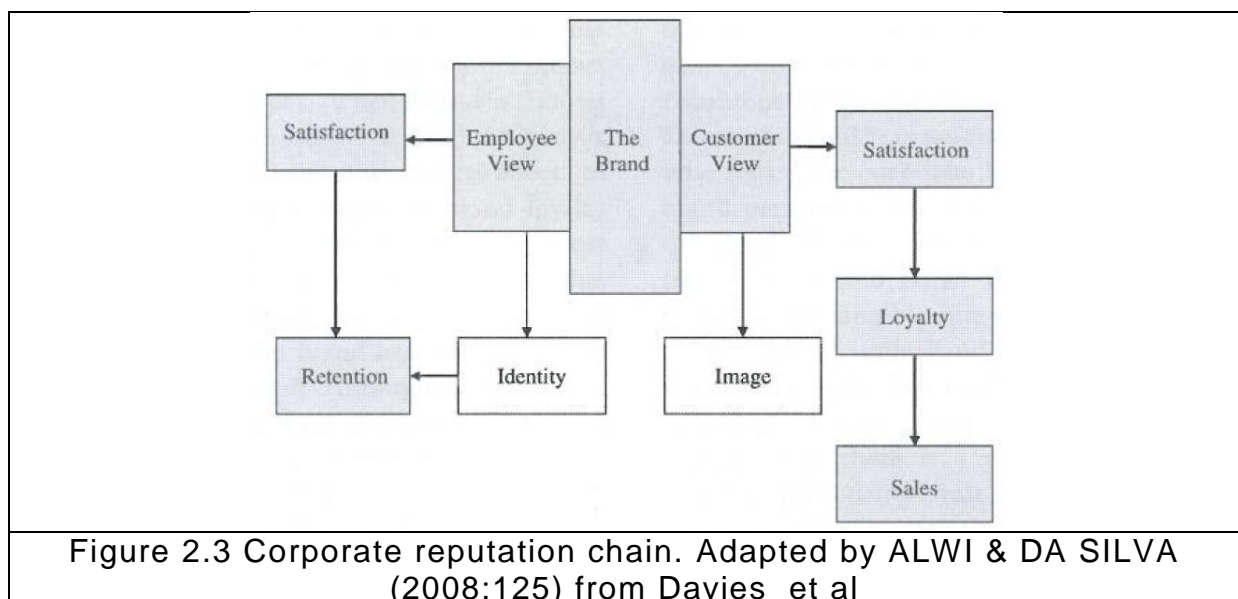 Satisfaction
Employee
View
The
Brand
Customer
View
Satisfaction
Loyalty
Retention
Identity
Image
Sales
Figure 2.3 Corporate reputation chain. Adapted by ALWI & DA SILVA
(2008:125) from Davies et al